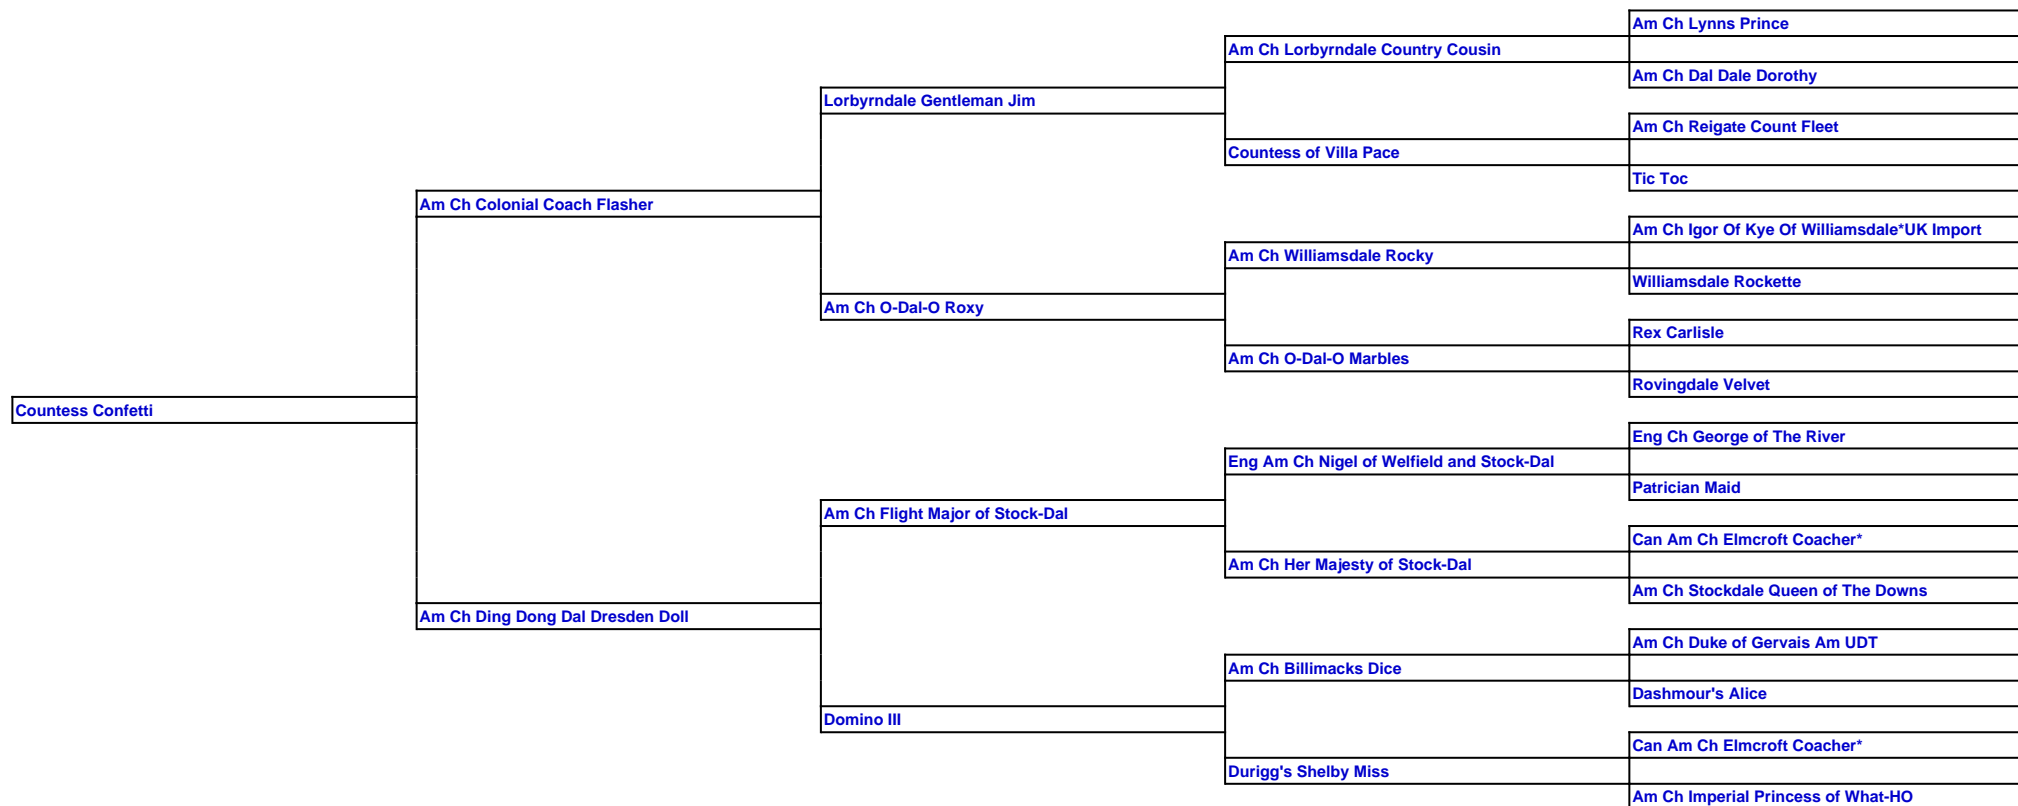 Am Ch Lynns Prince
Am Ch Lorbyrndale Country Cousin
Am Ch Dal Dale Dorothy
Lorbyrndale Gentleman Jim
Am Ch Reigate Count Fleet
Countess of Villa Pace
Tic Toc
Am Ch Colonial Coach Flasher
Am Ch Igor Of Kye Of Williamsdale*UK Import
Am Ch Williamsdale Rocky
Williamsdale Rockette
Am Ch O-Dal-O Roxy
Rex Carlisle
Am Ch O-Dal-O Marbles
Rovingdale Velvet
Countess Confetti
Eng Ch George of The River
Eng Am Ch Nigel of Welfield and Stock-Dal
Patrician Maid
Am Ch Flight Major of Stock-Dal
Can Am Ch Elmcroft Coacher*
Am Ch Her Majesty of Stock-Dal
Am Ch Stockdale Queen of The Downs
Am Ch Ding Dong Dal Dresden Doll
Am Ch Duke of Gervais Am UDT
Am Ch Billimacks Dice
Dashmour's Alice
Domino III
Can Am Ch Elmcroft Coacher*
Durigg's Shelby Miss
Am Ch Imperial Princess of What-HO